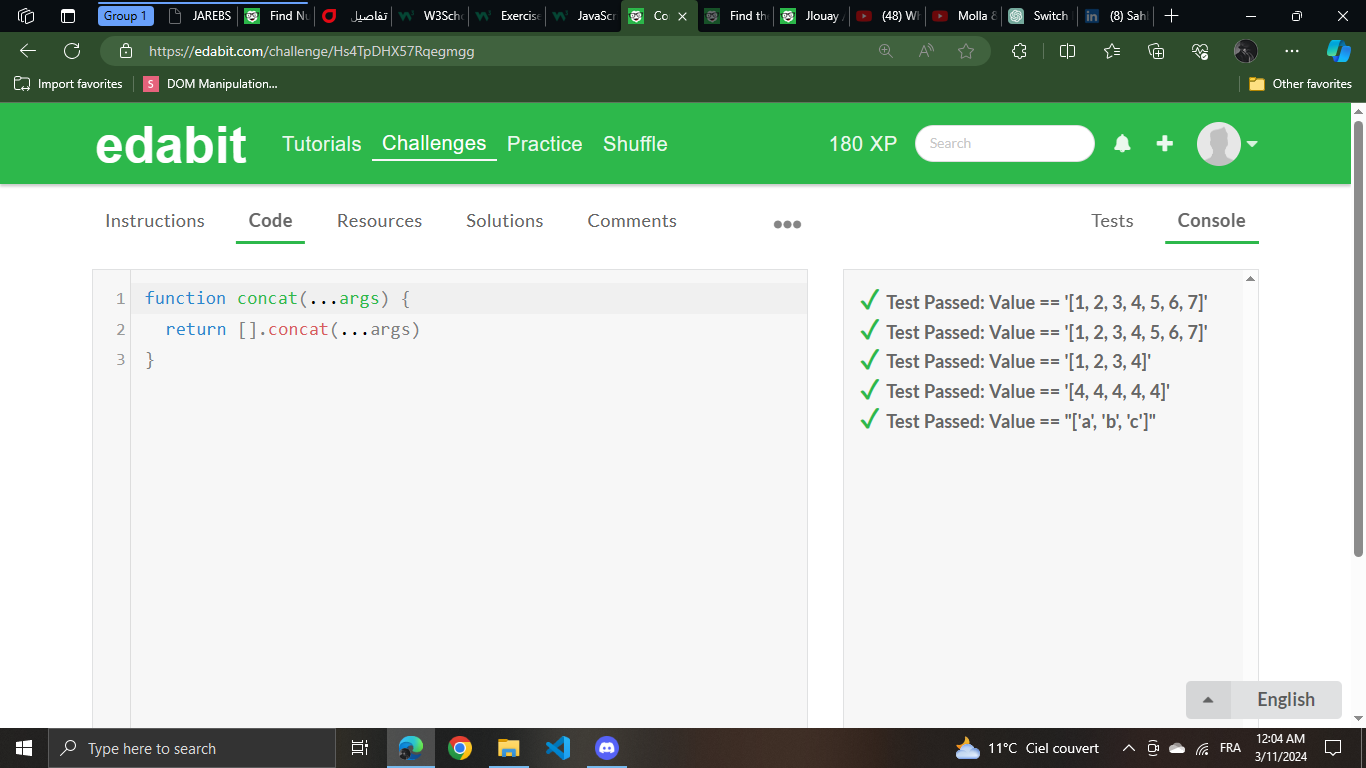 Group 1
JAREBS
Find Nu
تفاصيل
W3Scho
Exercise
JavaScr
Co
Find the
Jlouay
(48) Wh
Molla
Switch
(8) Sahl
https://edabit.com/challenge/Hs4TpDHX57Rqegmgg
Import favorites
S
DOM Manipulation...
Other favorites
edabit
Tutorials
Challenges
Practice
Shuffle
180 XP
Search
Instructions
Code
Resources
Solutions
Comments
Tests
Console
1 function concat(...args) {
2 return [].concat(...args)
3 }
Test Passed: Value == '[1, 2, 3, 4, 5, 6, 7]'
Test Passed: Value == '[1, 2, 3, 4, 5, 6, 7]'
Test Passed: Value == '[1, 2, 3, 4]'
Test Passed: Value == '[4, 4, 4, 4, 4]'
Test Passed: Value == "['a', 'b', 'c']"
English
Type here to search
11°C Ciel couvert
FRA
12:04 AM
3/11/2024